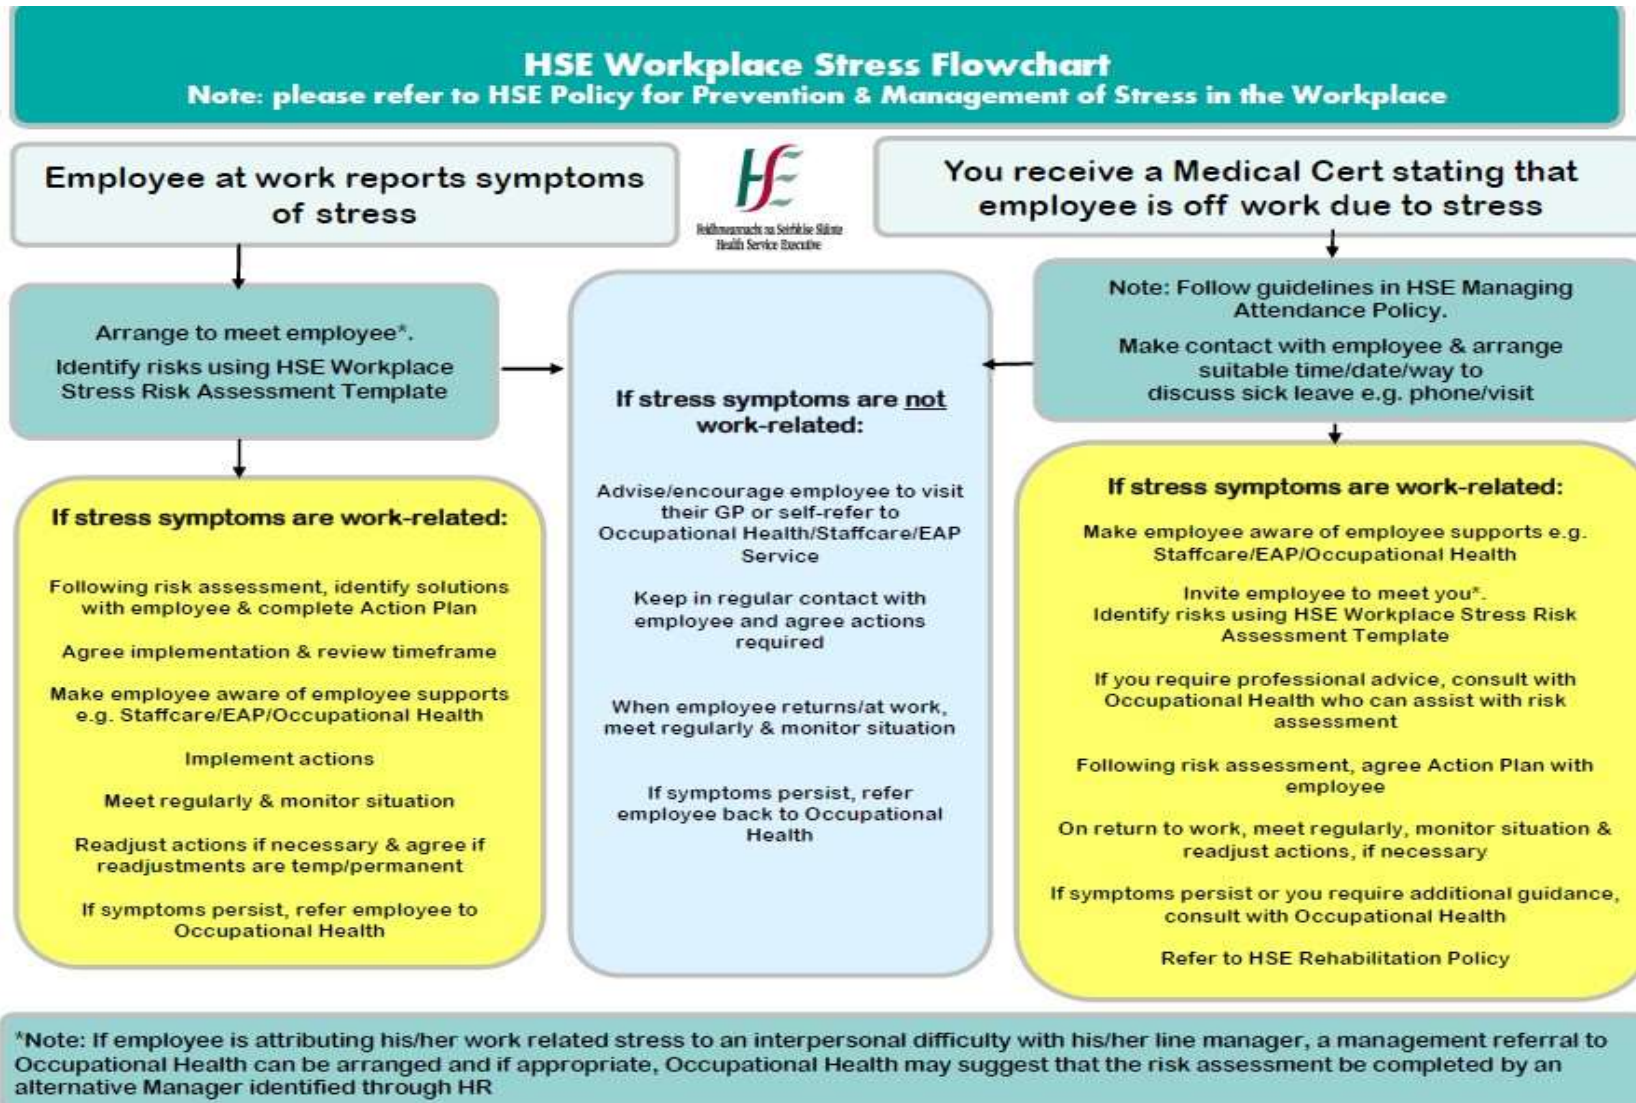 HSE Workplace Stress Flowchart
Note: please refer to HSE Policy for Prevention & Management of Stress in the Workplace
Employee at work reports symptoms
of stress
Feidhmeannacht na Seirbhíse Sláinte
Health Service Executive
You receive a Medical Cert stating that
employee is off work due to stress
Arrange to meet employee*.
Identify risks using HSE Workplace
Stress Risk Assessment Template
Note: Follow guidelines in HSE Managing
Attendance Policy.
Make contact with employee & arrange
suitable time/date/way to
discuss sick leave e.g. phone/visit
If stress symptoms are work-related:
Following risk assessment, identify solutions
with employee & complete Action Plan
Agree implementation & review timeframe
Make employee aware of employee supports
e.g. Staffcare/EAP/Occupational Health
Implement actions
Meet regularly & monitor situation
Readjust actions if necessary & agree if
readjustments are temp/permanent
If symptoms persist, refer employee to
Occupational Health
If stress symptoms are not
work-related:
Advise/encourage employee to visit
their GP or self-refer to
Occupational Health/Staffcare/EAP
Service
Keep in regular contact with
employee and agree actions
required
When employee returns/at work,
meet regularly & monitor situation
If symptoms persist, refer
employee back to Occupational
Health
If stress symptoms are work-related:
Make employee aware of employee supports e.g.
Staffcare/EAP/Occupational Health
Invite employee to meet you*.
Identify risks using HSE Workplace Stress Risk
Assessment Template
If you require professional advice, consult with
Occupational Health who can assist with risk
assessment
Following risk assessment, agree Action Plan with
employee
On return to work, meet regularly, monitor situation &
readjust actions, if necessary
If symptoms persist or you require additional guidance,
consult with Occupational Health
Refer to HSE Rehabilitation Policy
*Note: If employee is attributing his/her work related stress to an interpersonal difficulty with his/her line manager, a management referral to
Occupational Health can be arranged and if appropriate, Occupational Health may suggest that the risk assessment be completed by an
alternative Manager identified through HR